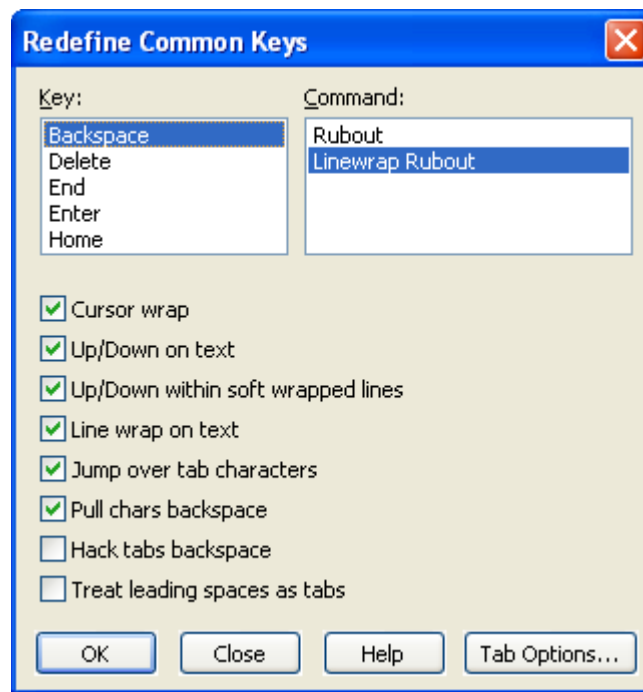 Redefine Common Keys
Key:
Command:
Backspace
Delete
End
Enter
Home
Rubout
Linewrap Rubout
Cursor wrap
Up/Down on text
Up/Down within soft wrapped lines
Line wrap on text
Jump over tab characters
Pull chars backspace
Hack tabs backspace
Treat leading spaces as tabs
OK
Close
Help
Tab Options...